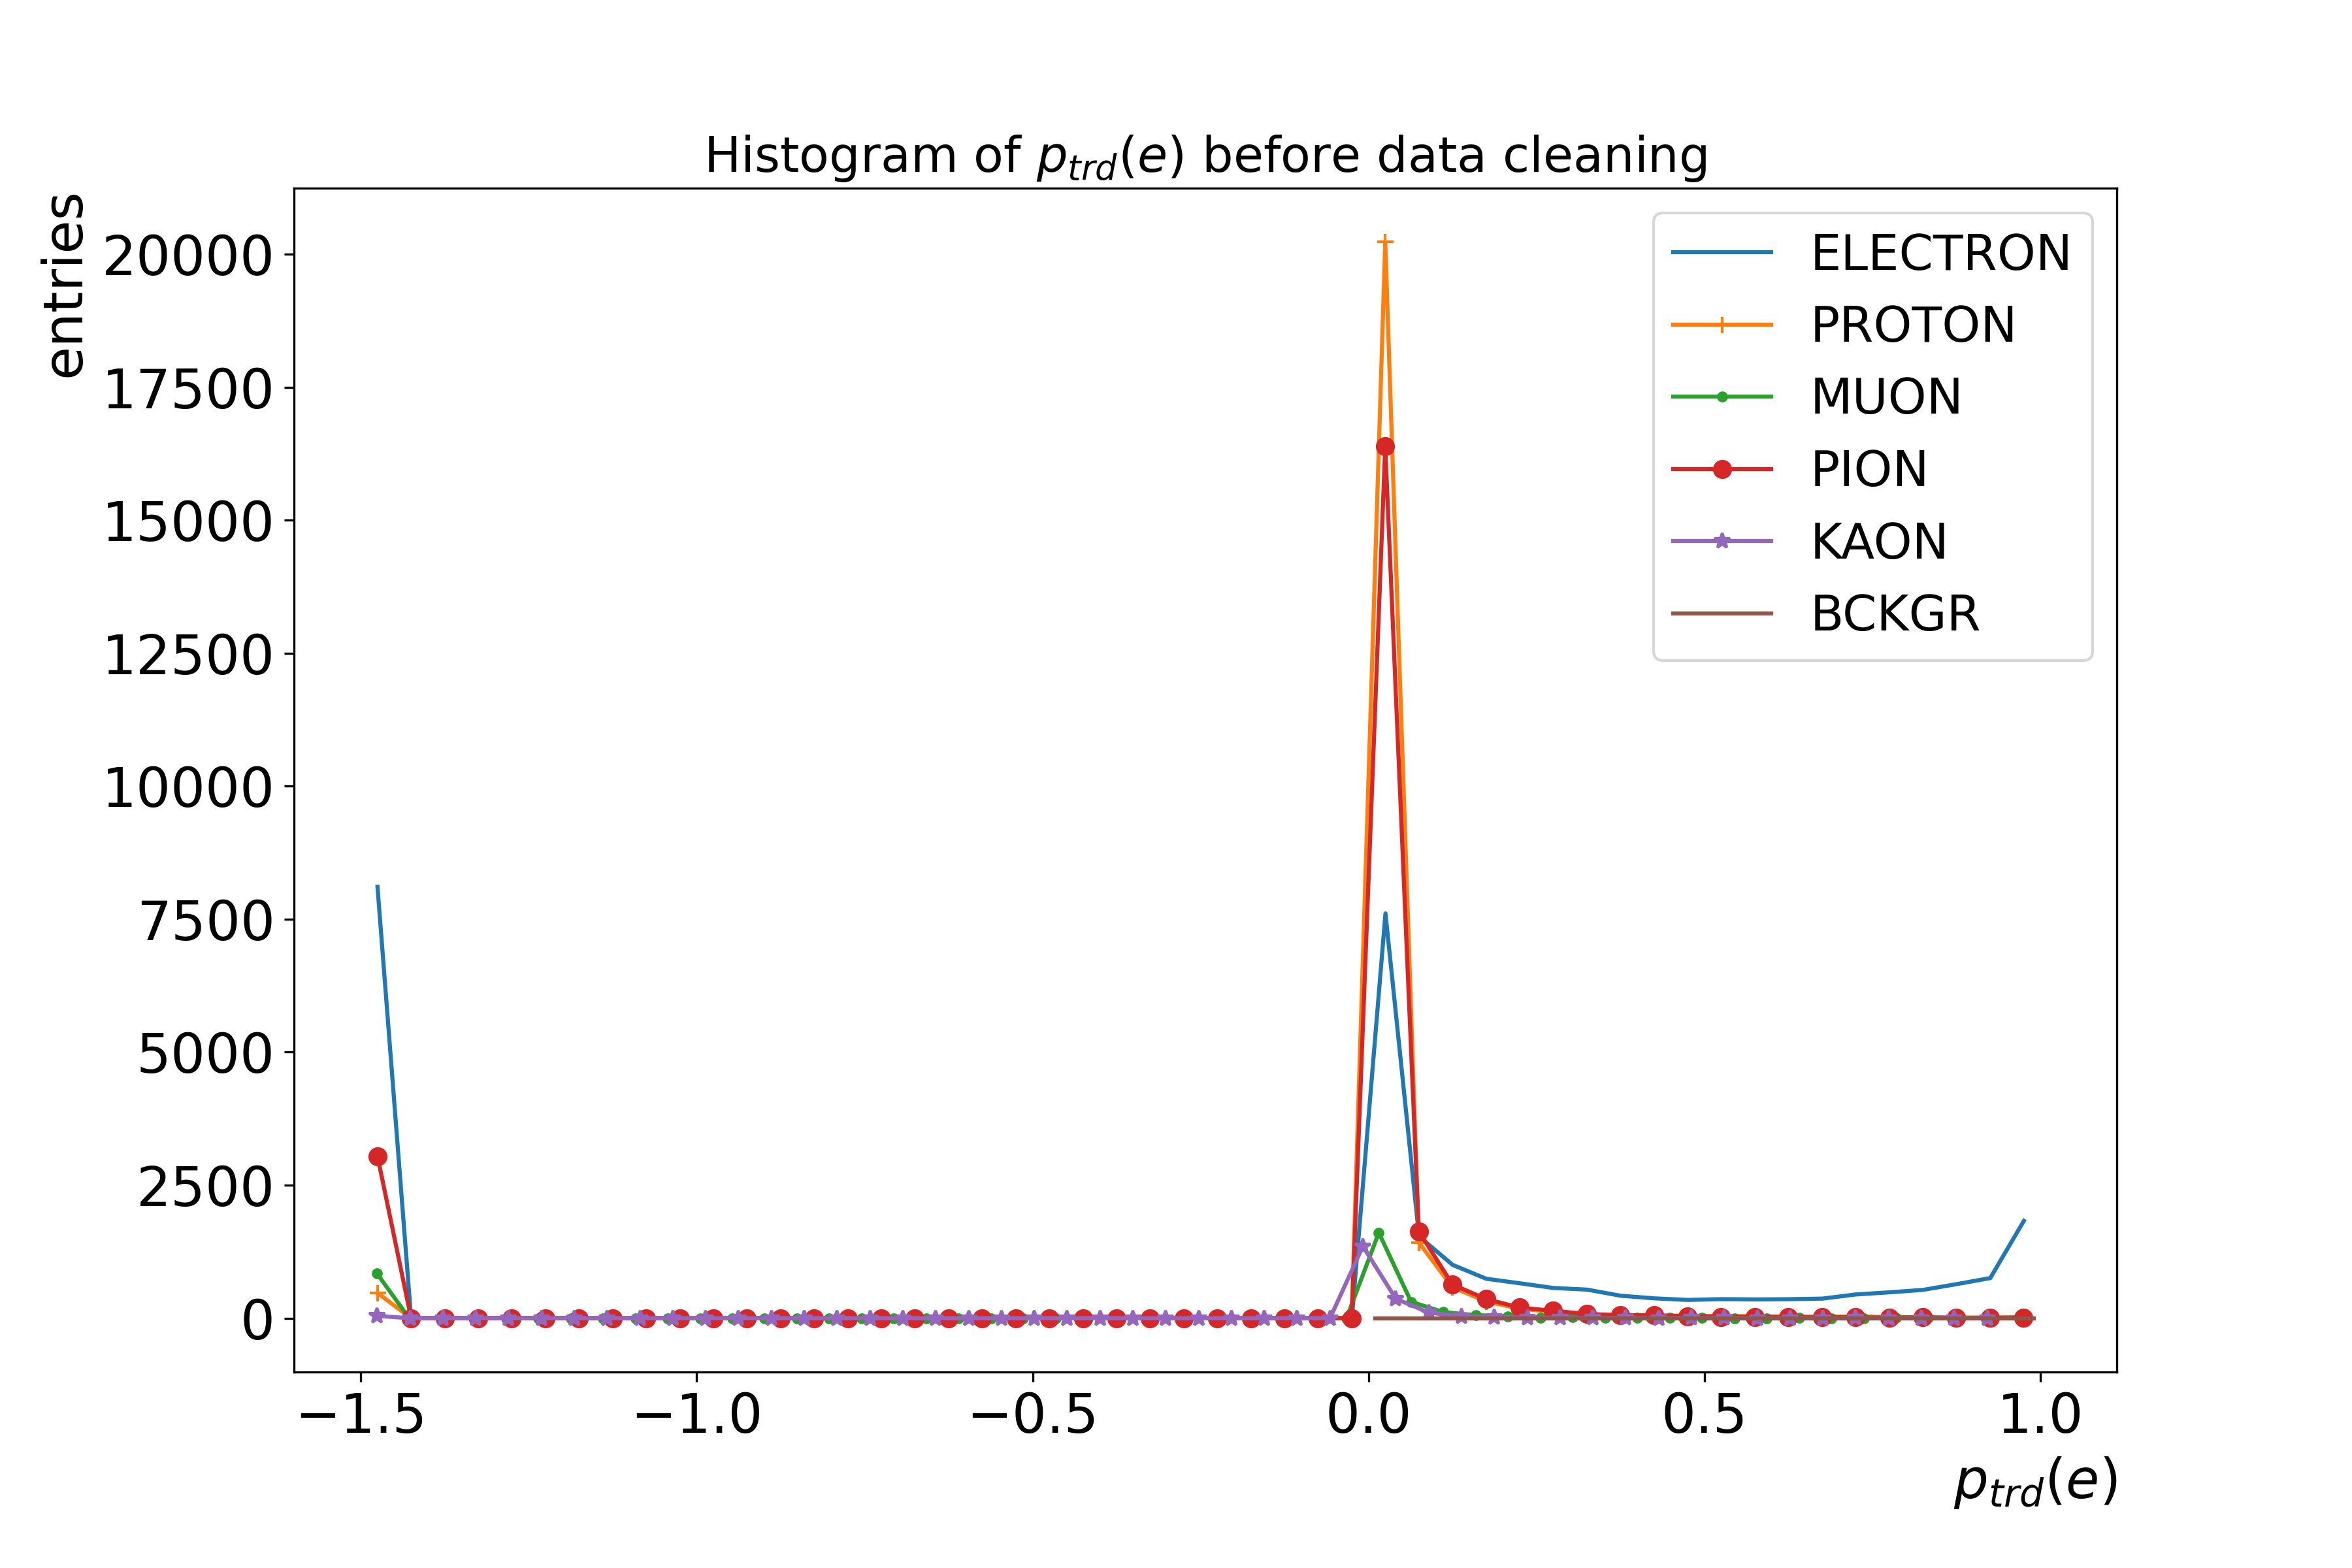 Histogram of p_trd(e) before data cleaning
entries
20000
17500
15000
12500
10000
7500
5000
2500
0
−1.5 −1.0 −0.5 0.0 0.5 1.0
p_trd(e)
ELECTRON
PROTON
MUON
PION
KAON
BCKGR